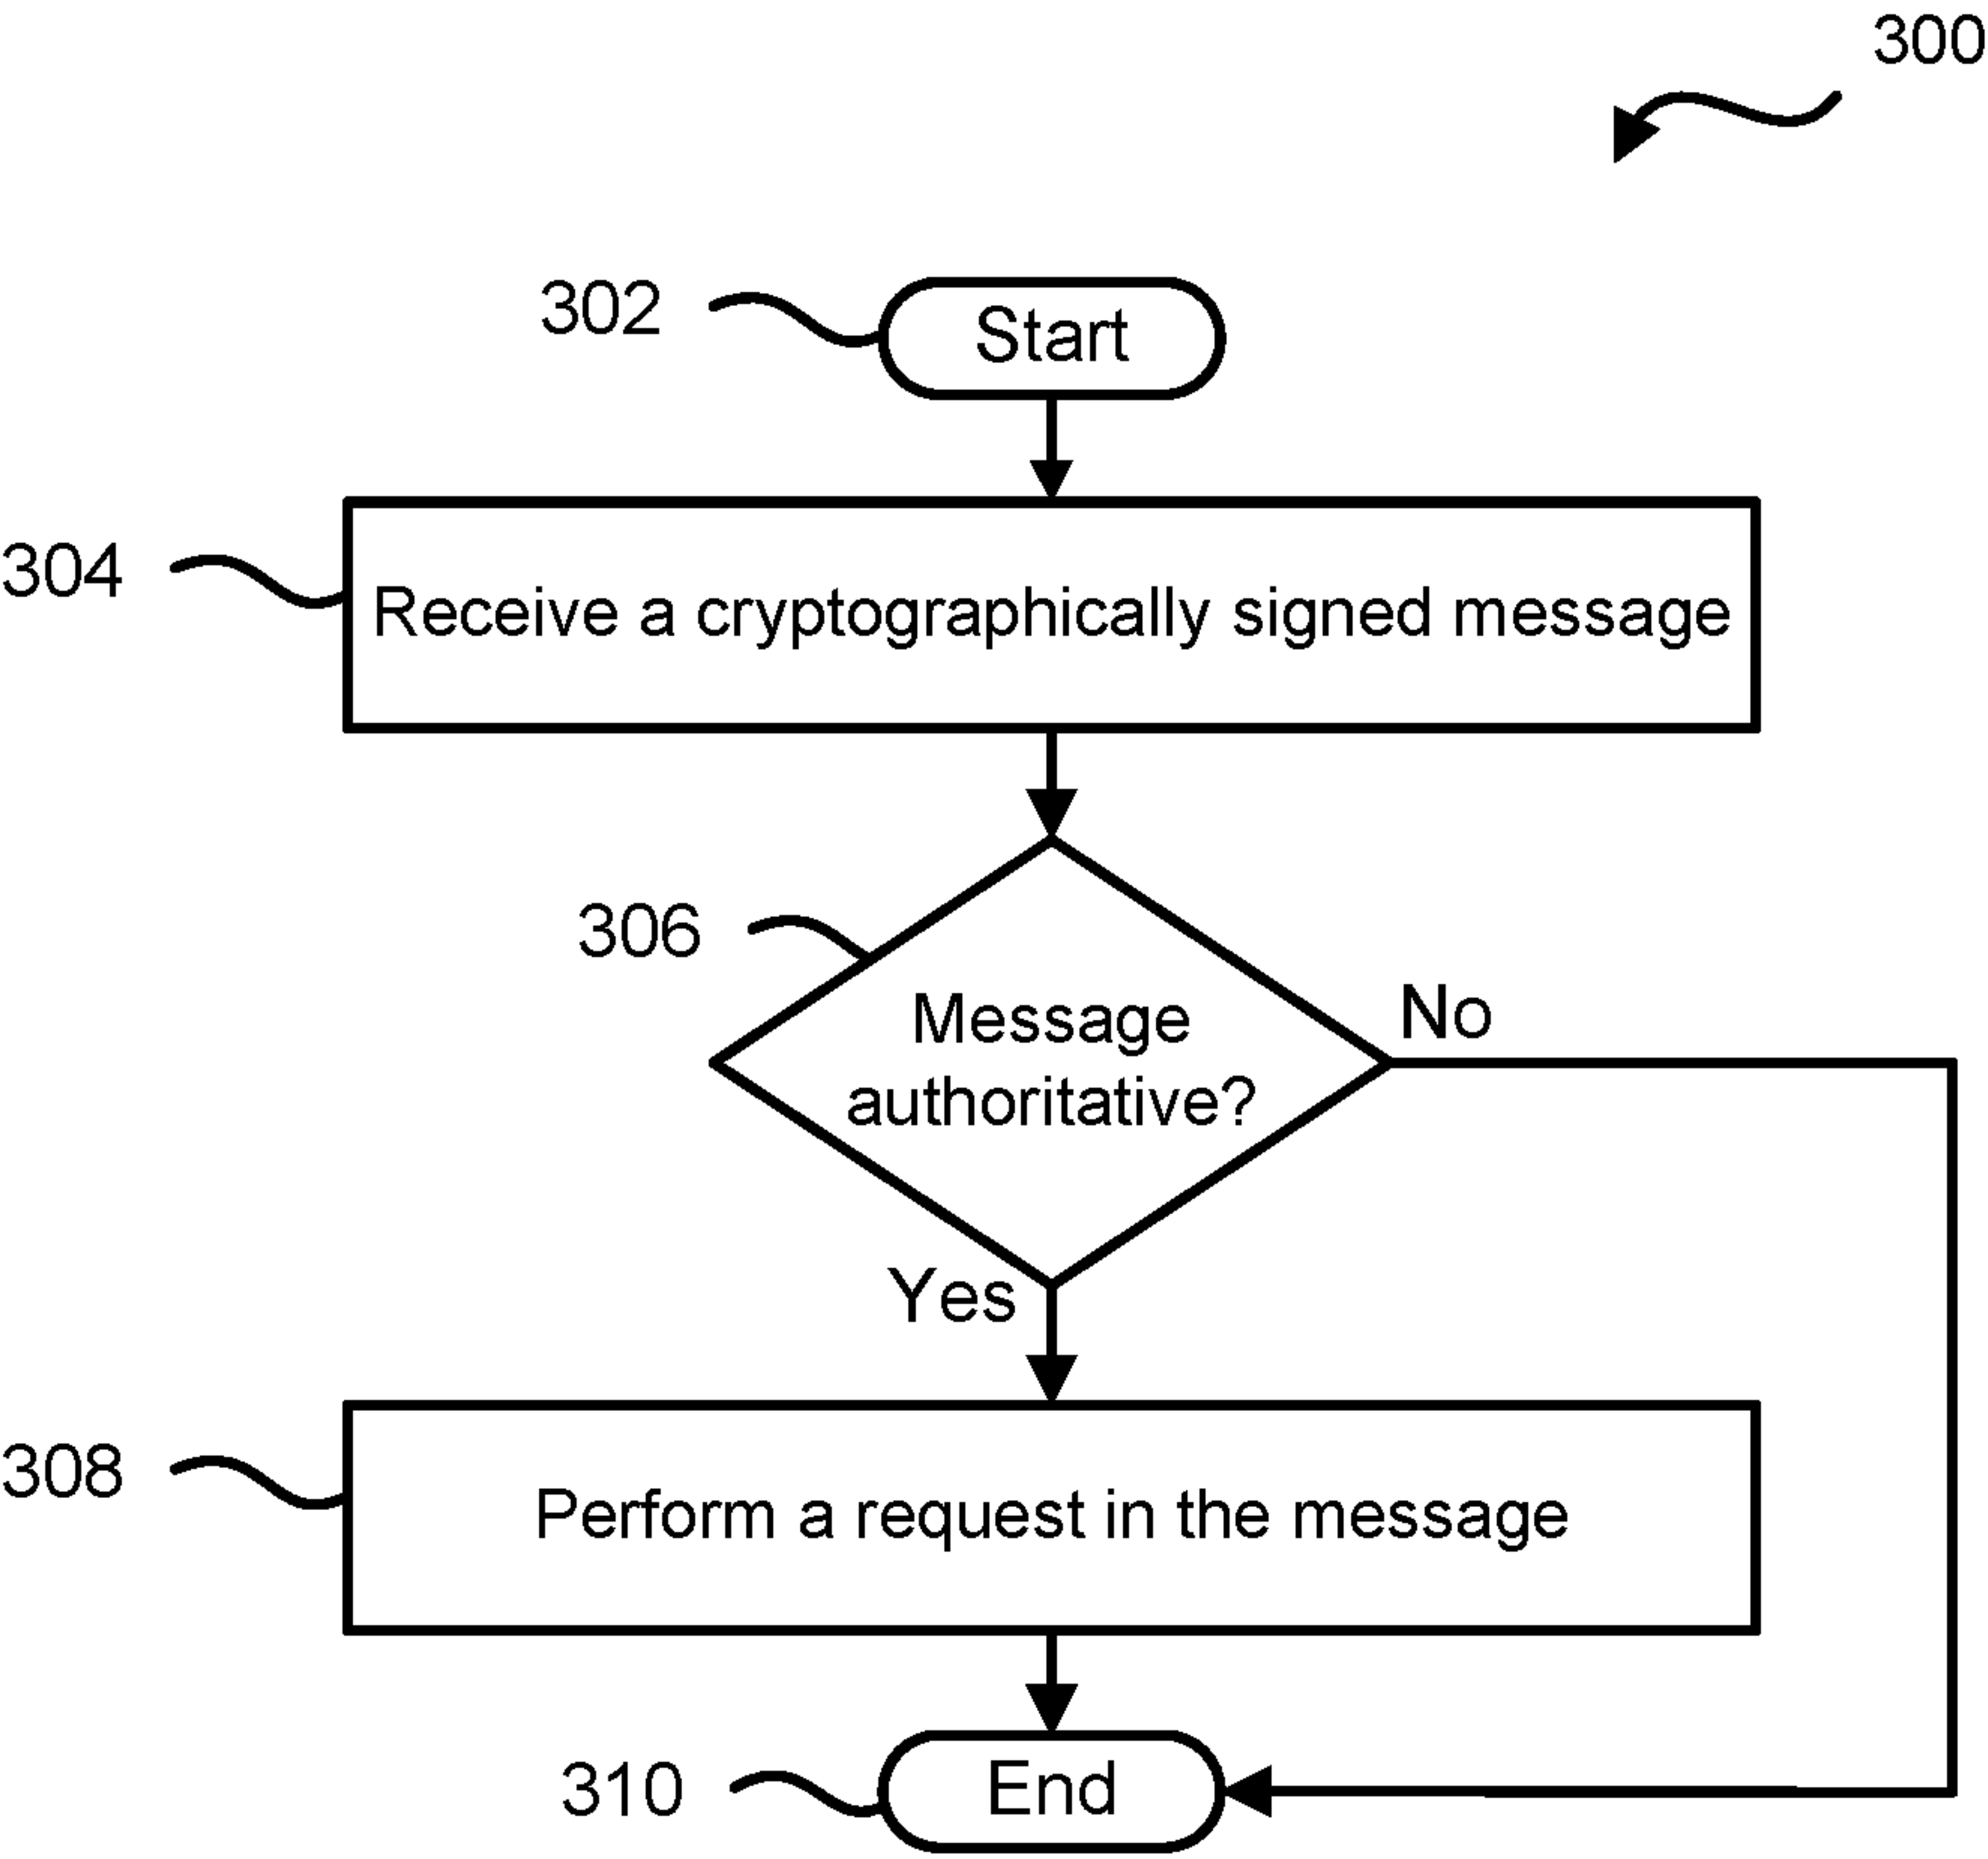 300
302
Start
304
Receive a cryptographically signed message
306
Message
authoritative?
No
Yes
308
Perform a request in the message
310
End